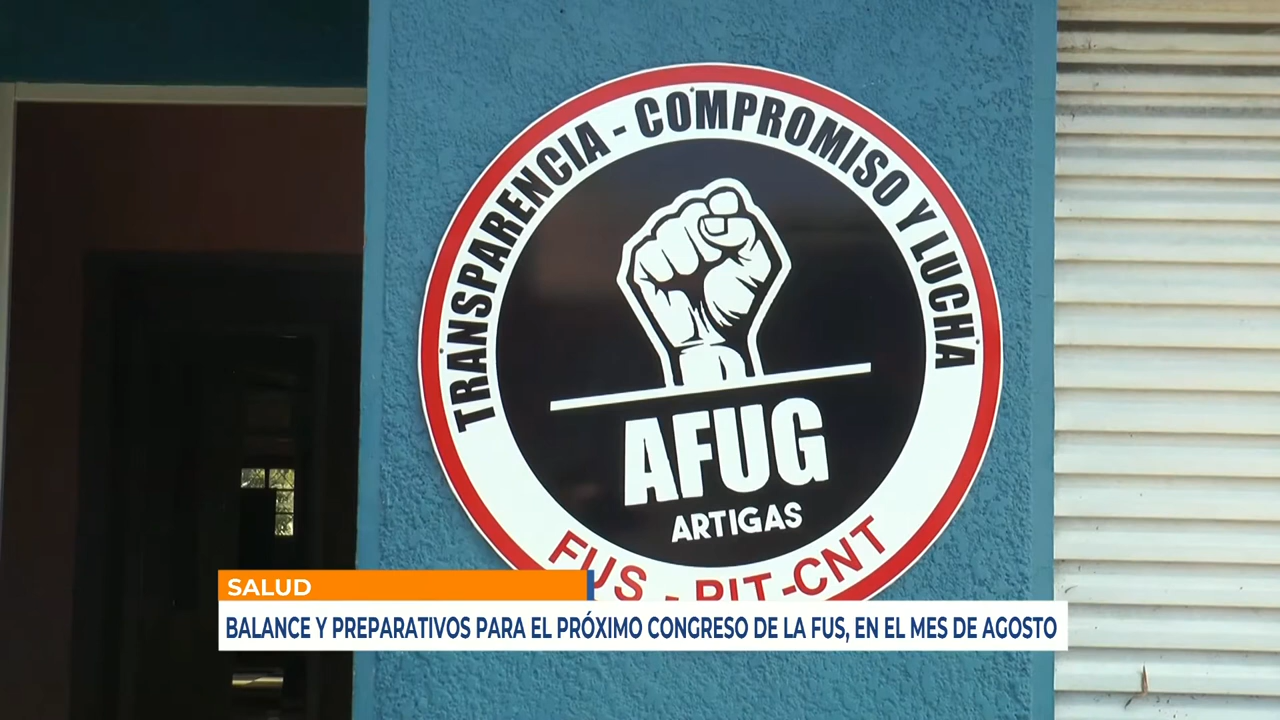 TRANSPARENCIA - COMPROMISO Y LUCHA
AFUG
ARTIGAS
FUS - PIT-CNT
SALUD
BALANCE Y PREPARATIVOS PARA EL PRÓXIMO CONGRESO DE LA FUS, EN EL MES DE AGOSTO